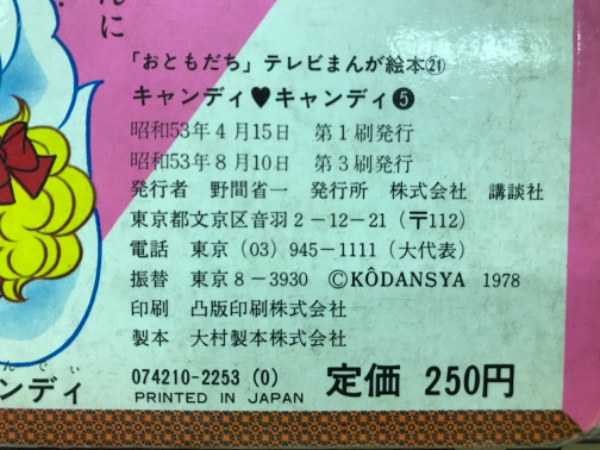 んに
「おともだち」テレビまんが絵本㉑
キャンディ♥キャンディ❺
昭和53年4月15日 第1刷発行
昭和53年8月10日 第3刷発行
発行者 野間省一 発行所 株式会社 講談社
東京都文京区音羽2-12-21(〒112)
電話 東京(03)945-1111(大代表)
振替 東京8-3930 ©KÔDANSYA 1978
印刷 凸版印刷株式会社
製本 大村製本株式会社
074210-2253(0) 定価 250円
PRINTED IN JAPAN
んでぃ
ンディ